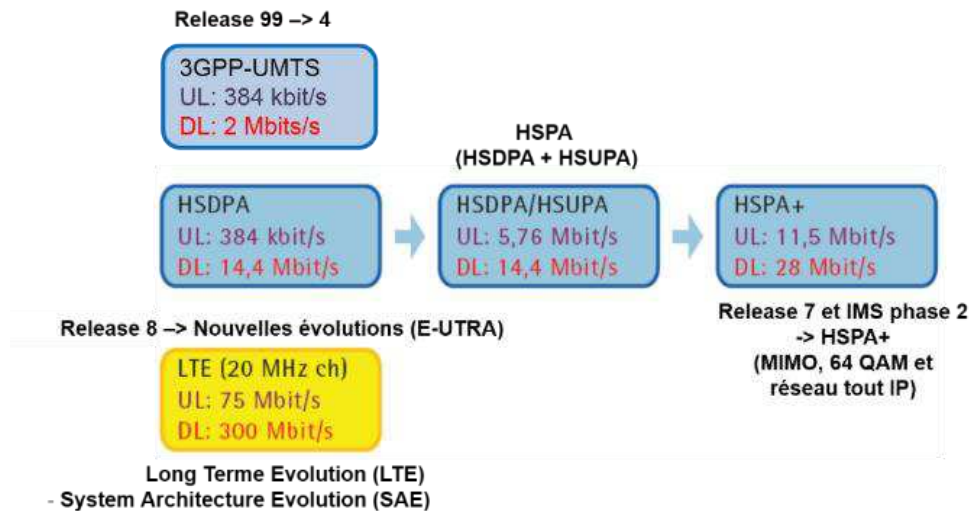 Release 99 –> 4
3GPP-UMTS
UL: 384 kbit/s
DL: 2 Mbits/s
HSPA
(HSDPA + HSUPA)
HSDPA
UL: 384 kbit/s
DL: 14,4 Mbit/s
HSDPA/HSUPA
UL: 5,76 Mbit/s
DL: 14,4 Mbit/s
HSPA+
UL: 11,5 Mbit/s
DL: 28 Mbit/s
Release 7 et IMS phase 2
-> HSPA+
(MIMO, 64 QAM et
réseau tout IP)
Release 8 –> Nouvelles évolutions (E-UTRA)
LTE (20 MHz ch)
UL: 75 Mbit/s
DL: 300 Mbit/s
Long Terme Evolution (LTE)
- System Architecture Evolution (SAE)